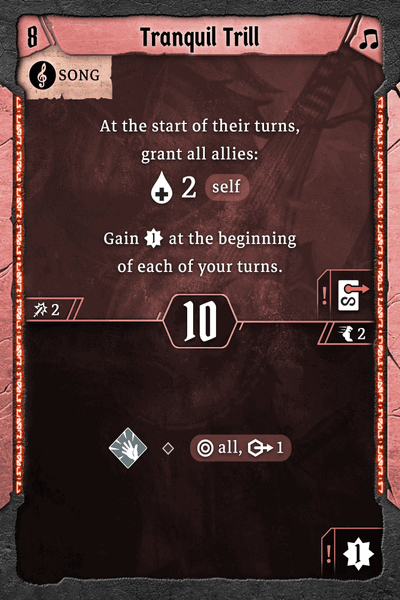 8 Tranquil Trill
SONG
At the start of their turns,
grant all allies:
2 self
Gain 1 at the beginning
of each of your turns.
! S
2 10
2
all, 1
! 1